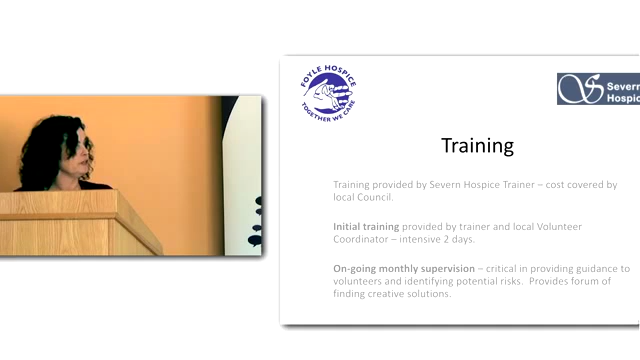 FOYLE HOSPICE
TOGETHER WE CARE
Severn
Hospice
Training
Training provided by Severn Hospice Trainer – cost covered by
local Council.
Initial training provided by trainer and local Volunteer
Coordinator – intensive 2 days.
On-going monthly supervision – critical in providing guidance to
volunteers and identifying potential risks. Provides forum of
finding creative solutions.